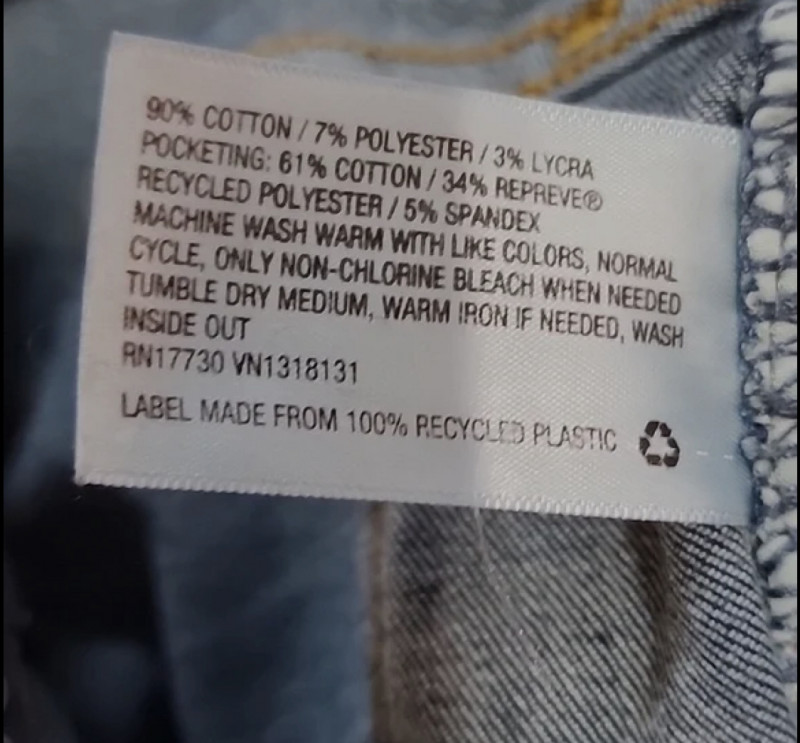 90% COTTON / 7% POLYESTER / 3% LYCRA
POCKETING: 61% COTTON / 34% REPREVE®
RECYCLED POLYESTER / 5% SPANDEX
MACHINE WASH WARM WITH LIKE COLORS, NORMAL
CYCLE, ONLY NON-CHLORINE BLEACH WHEN NEEDED
TUMBLE DRY MEDIUM, WARM IRON IF NEEDED, WASH
INSIDE OUT
RN17730 VN1318131
LABEL MADE FROM 100% RECYCLED PLASTIC